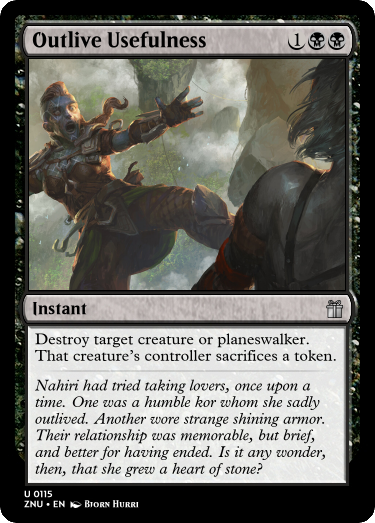 Outlive Usefulness 1
Instant
Destroy target creature or planeswalker.
That creature's controller sacrifices a token.
Nahiri had tried taking lovers, once upon a
time. One was a humble kor whom she sadly
outlived. Another wore strange shining armor.
Their relationship was memorable, but brief,
and better for having ended. Is it any wonder,
then, that she grew a heart of stone?
U 0115
ZNU • EN Bjorn Hurri